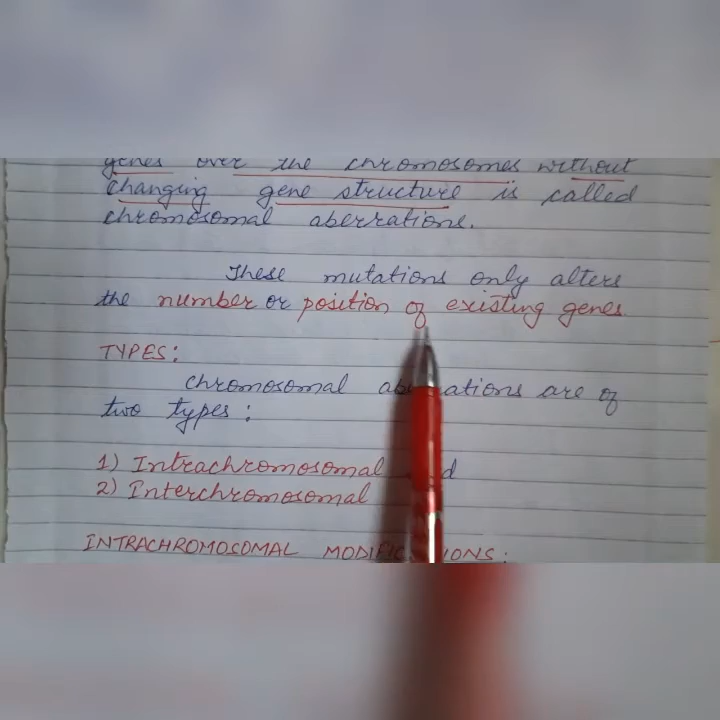 genes over the chromosomes without
changing gene structure is called
chromosomal aberrations.
These mutations only alters
the number or position of existing genes.
TYPES:
chromosomal ations are of
two types:
1) Intrachromosomal
2) Interchromosomal
INTRACHROMOSOMAL